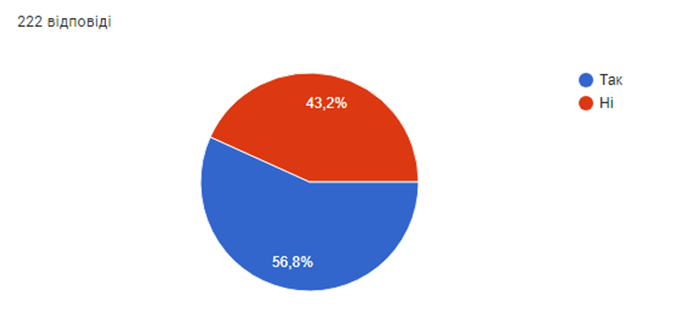 222 відповіді
Так
Ні
43,2%
56,8%